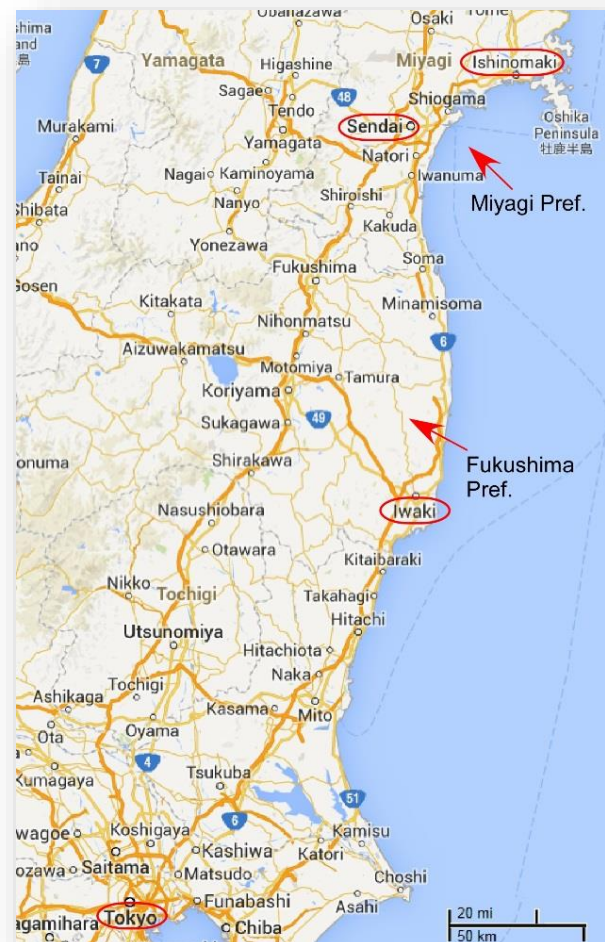 Obanazawa
Osaki
Tome
7
Yamagata
Higashine
Miyagi
Ishinomaki
Sagae
48
Tendo
Shiogama
Oshika
Peninsula
牡鹿半島
Murakami
Sendai
Yamagata
Natori
Tainai
Nagai
Kaminoyama
Iwanuma
Nanyo
Shiroishi
Miyagi Pref.
Shibata
Kakuda
Yonezawa
Soma
Gosen
Fukushima
Kitakata
Minamisoma
Nihonmatsu
6
Aizuwakamatsu
Motomiya
Tamura
Koriyama
49
Sukagawa
Shirakawa
Fukushima
Pref.
Nasushiobara
Iwaki
Otawara
Kitaibaraki
Nikko
Tochigi
Takahagi
Utsunomiya
Hitachi
Hitachiota
Naka
Ashikaga
Tochigi
Kasama
Mito
Ota
Oyama
4
Kumagaya
Tsukuba
51
6
Koshigaya
Kamisu
Kashiwa
Katori
Saitama
Matsudo
Choshi
Funabashi
Asahi
Tokyo
Chiba
20 mi
50 km